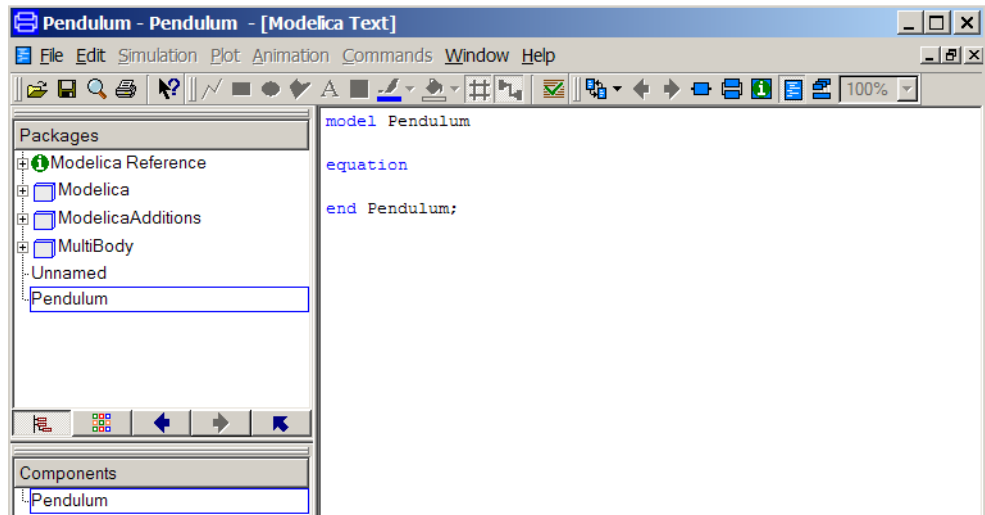 Pendulum - Pendulum - [Modelica Text]
File Edit Simulation Plot Animation Commands Window Help
A 100%
Packages
Modelica Reference
Modelica
ModelicaAdditions
MultiBody
Unnamed
Pendulum
Components
Pendulum
model Pendulum
equation
end Pendulum;